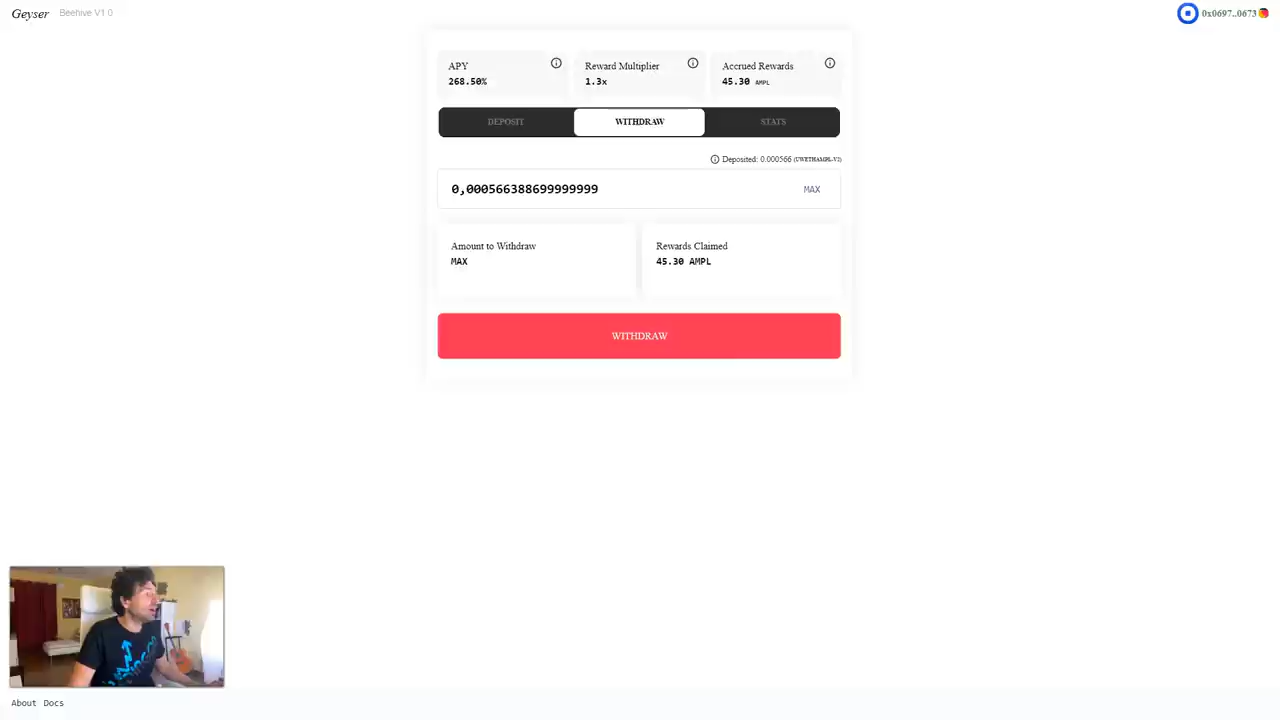 Geyser Beehive V1 0
0x0697..0673
APY
268.50%
Reward Multiplier
1.3x
Accrued Rewards
45.30 AMPL
DEPOSIT
WITHDRAW
STATS
Deposited: 0.000566 (UWETHAMPL-V2)
0,000566388699999999
MAX
Amount to Withdraw
MAX
Rewards Claimed
45.30 AMPL
WITHDRAW
About Docs